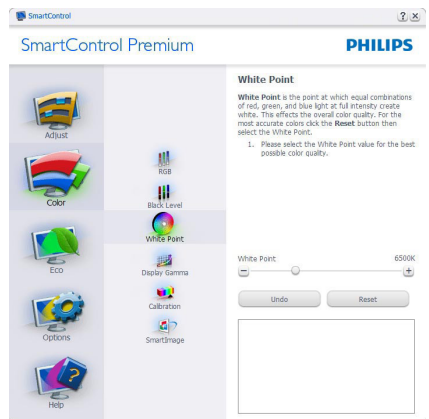 SmartControl
? ×
SmartControl Premium
PHILIPS
Adjust
Color
Eco
Options
Help
RGB
Black Level
White Point
Display Gamma
Calibration
SmartImage
White Point
White Point is the point at which equal combinations
of red, green, and blue light at full intensity create
white. This effects the overall color quality. For the
most accurate colors click the Reset button then
select the White Point.
1. Please select the White Point value for the best
possible color quality.
White Point 6500K
Undo Reset